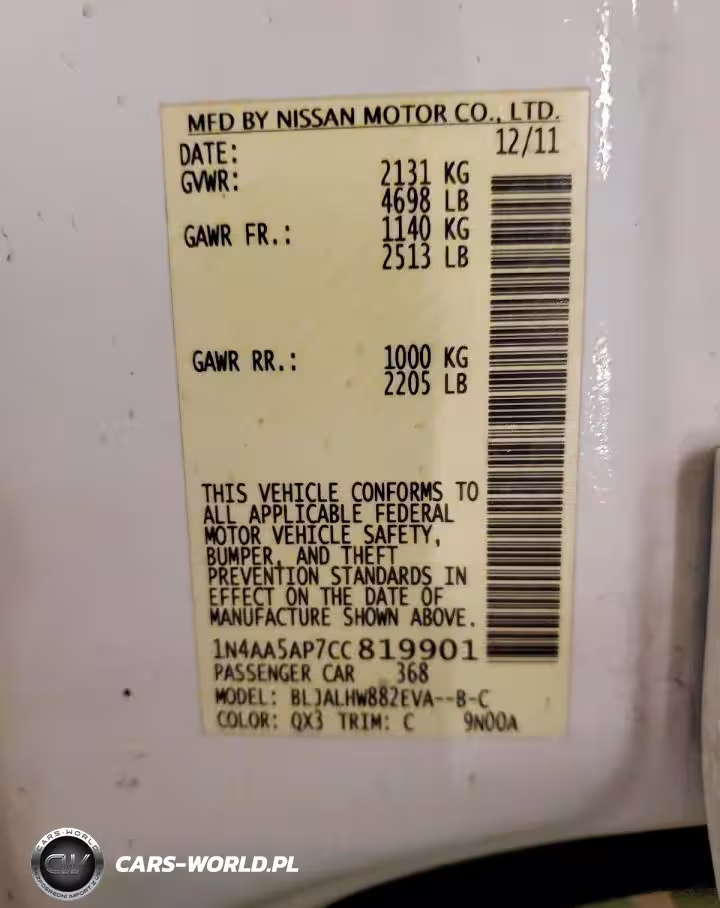 MFD BY NISSAN MOTOR CO., LTD.
DATE: 12/11
GVWR: 2131 KG
4698 LB
GAWR FR.: 1140 KG
2513 LB
GAWR RR.: 1000 KG
2205 LB
THIS VEHICLE CONFORMS TO
ALL APPLICABLE FEDERAL
MOTOR VEHICLE SAFETY,
BUMPER, AND THEFT
PREVENTION STANDARDS IN
EFFECT ON THE DATE OF
MANUFACTURE SHOWN ABOVE.
1N4AA5AP7CC819901
PASSENGER CAR 368
MODEL: BLJALHW882EVA--B-C
COLOR: QX3 TRIM: C 9N00A
CARS-WORLD
CW
CARS-WORLD.PL